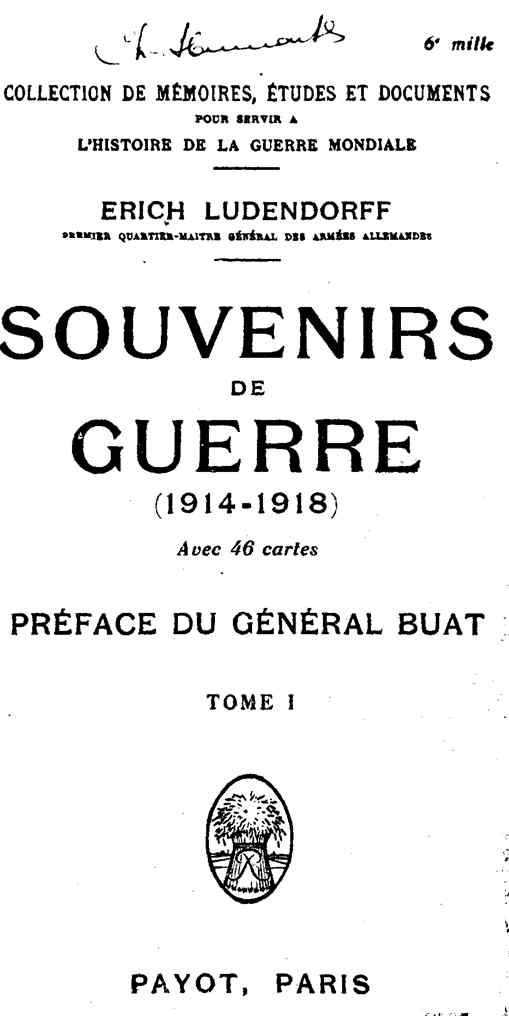 6e mille
COLLECTION DE MÉMOIRES, ÉTUDES ET DOCUMENTS
POUR SERVIR A
L'HISTOIRE DE LA GUERRE MONDIALE
ERICH LUDENDORFF
PREMIER QUARTIER-MAITRE GÉNÉRAL DES ARMÉES ALLEMANDES
SOUVENIRS
DE
GUERRE
(1914-1918)
Avec 46 cartes
PRÉFACE DU GÉNÉRAL BUAT
TOME I
PAYOT, PARIS